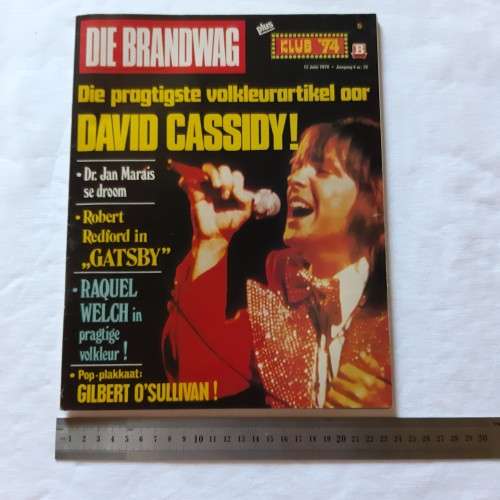 DIE BRANDWAG
plus
KLUB '74
B
Die pragtigste volkleurartikel oor
DAVID CASSIDY!
• Dr. Jan Marais
se droom
• Robert
Redford in
„GATSBY”
• RAQUEL
WELCH in
pragtige
volkleur!
• Pop-plakkaat:
GILBERT O'SULLIVAN!
1 2 3 4 5 6 7 8 9 10 11 12 13 14 15 16 17 18 19 20 21 22 23 24 25 26 27 28 29 30